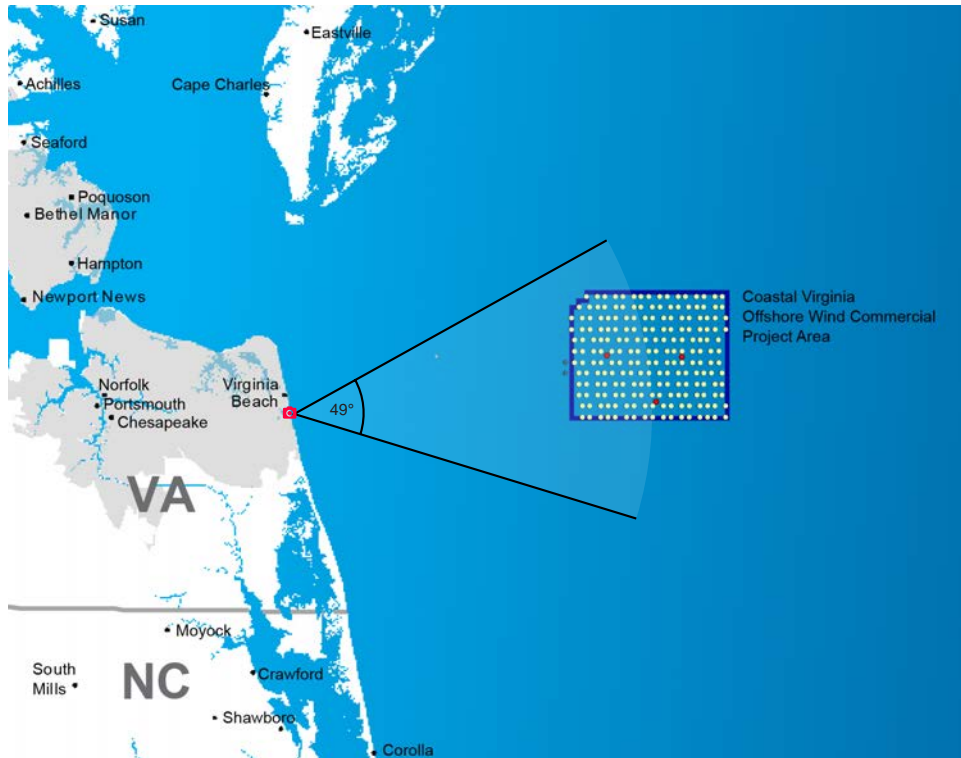 Susan
Eastville
Achilles
Cape Charles
Seaford
Poquoson
Bethel Manor
Hampton
Newport News
Coastal Virginia
Offshore Wind Commercial
Project Area
Norfolk
Portsmouth
Chesapeake
Virginia
Beach
49°
VA
Moyock
NC
South
Mills
Crawford
Shawboro
Corolla